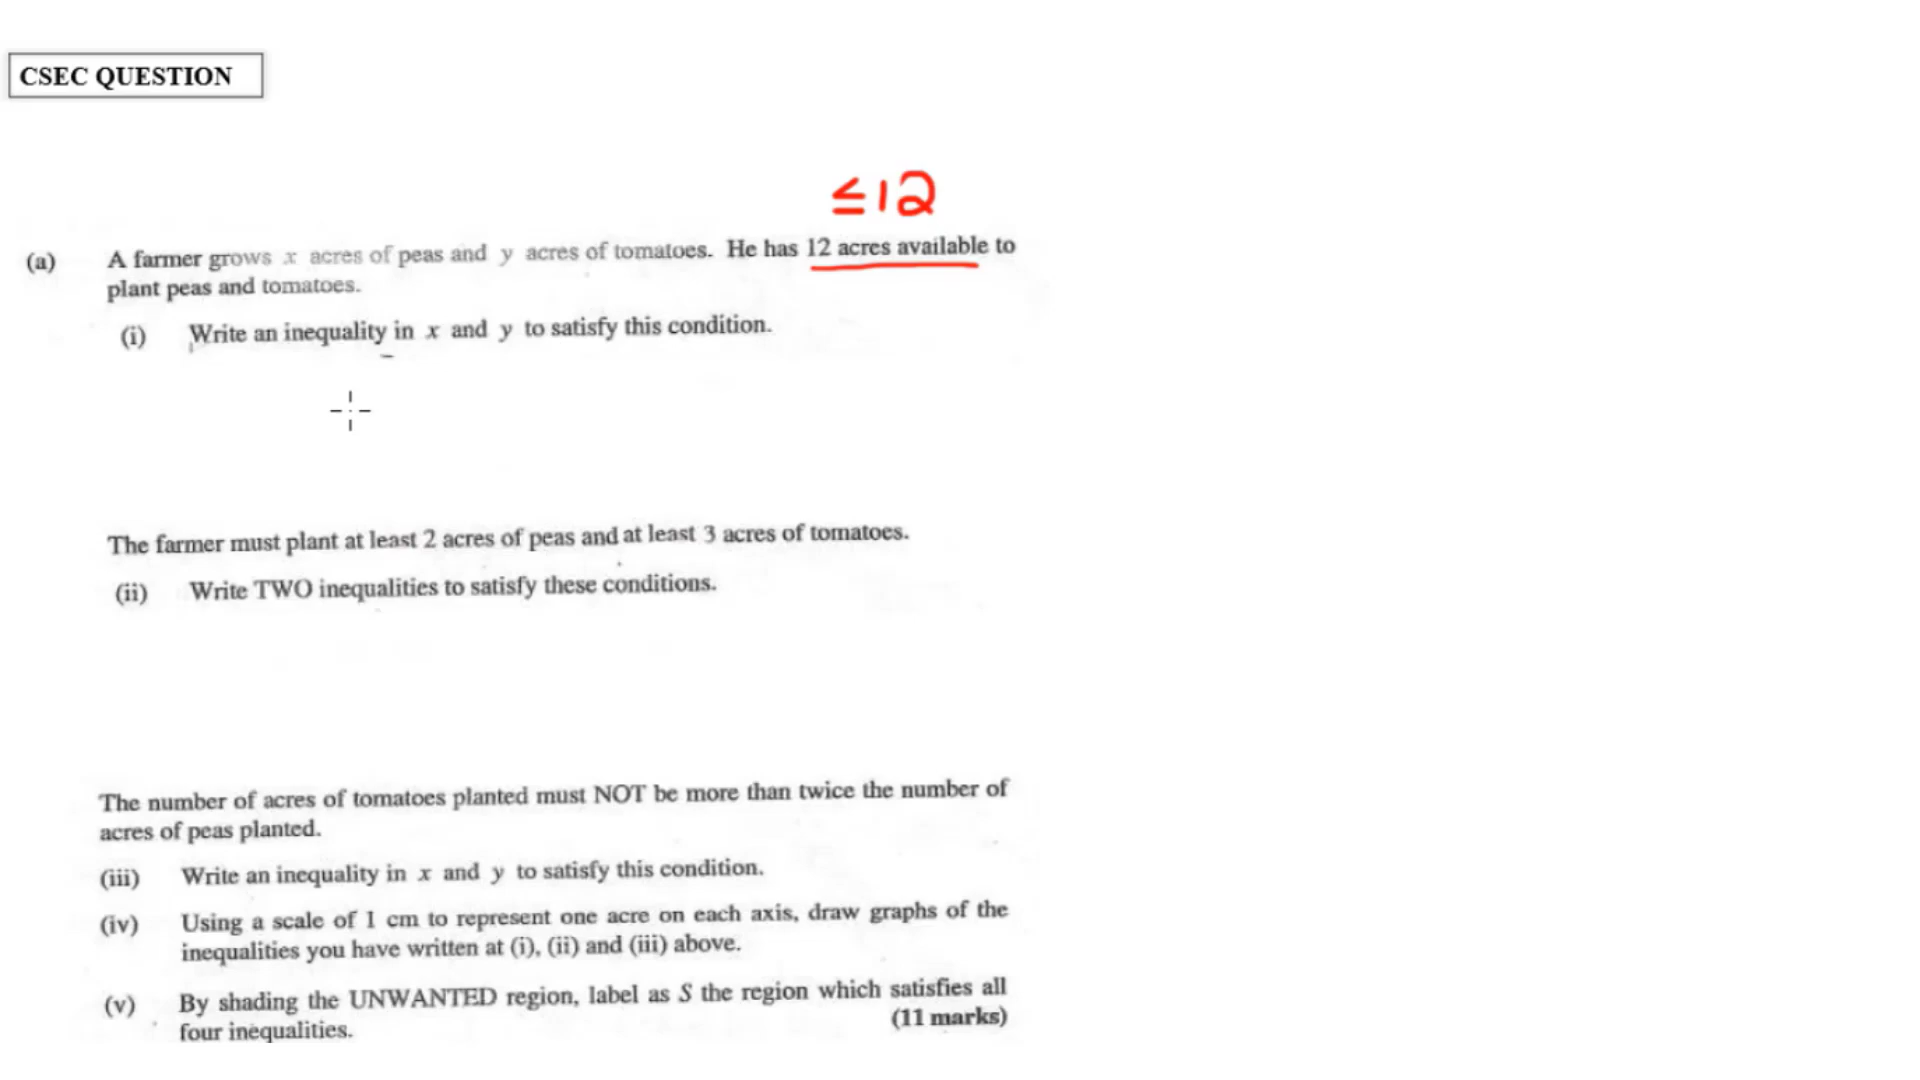 CSEC QUESTION
≤12
(a) A farmer grows x acres of peas and y acres of tomatoes. He has 12 acres available to
plant peas and tomatoes.
(i) Write an inequality in x and y to satisfy this condition.
The farmer must plant at least 2 acres of peas and at least 3 acres of tomatoes.
(ii) Write TWO inequalities to satisfy these conditions.
The number of acres of tomatoes planted must NOT be more than twice the number of
acres of peas planted.
(iii) Write an inequality in x and y to satisfy this condition.
(iv) Using a scale of 1 cm to represent one acre on each axis, draw graphs of the
inequalities you have written at (i), (ii) and (iii) above.
(v) By shading the UNWANTED region, label as S the region which satisfies all
four inequalities.
(11 marks)